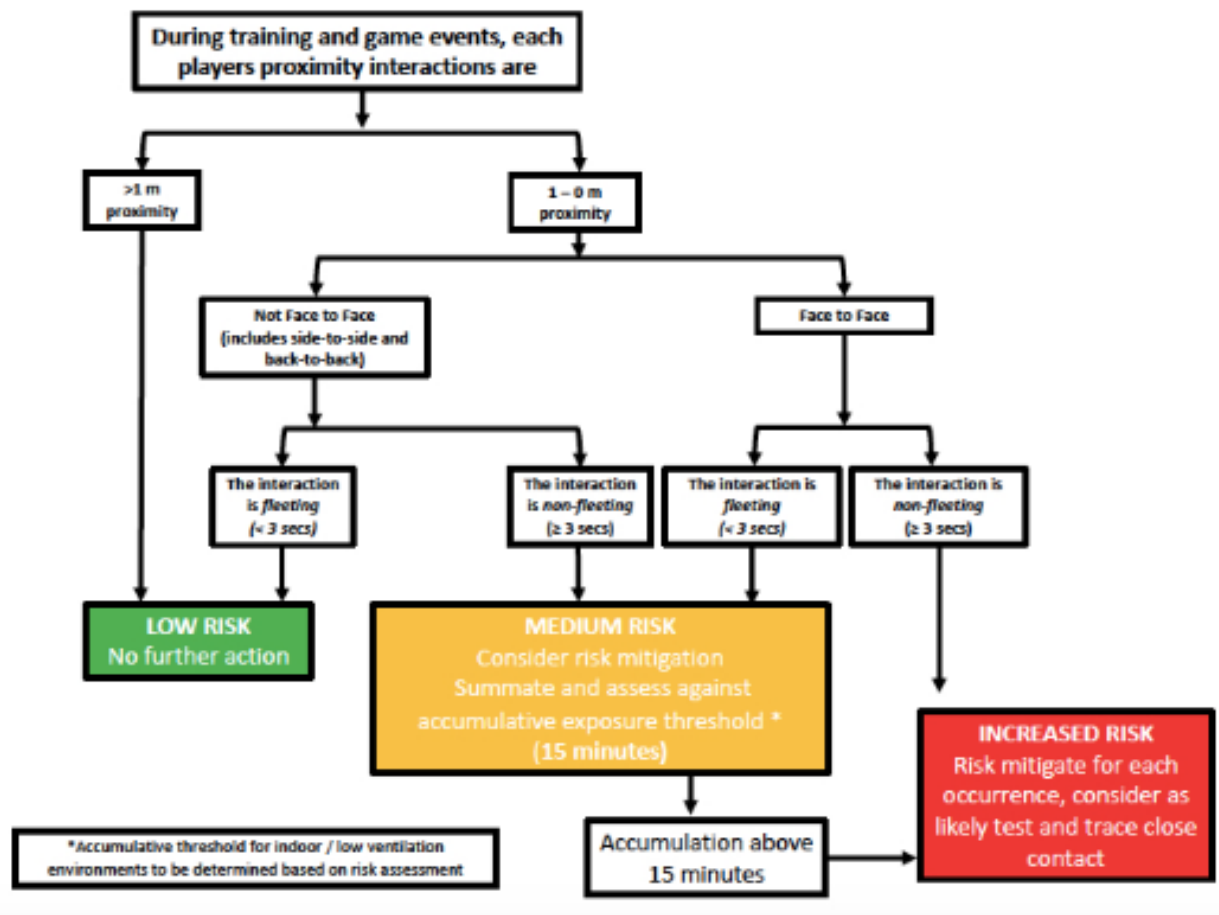 During training and game events, each
players proximity interactions are
>1 m
proximity
1 – 0 m
proximity
Not Face to Face
(includes side-to-side and
back-to-back)
Face to Face
The interaction
is fleeting
(< 3 secs)
The interaction
is non-fleeting
(≥ 3 secs)
The interaction is
fleeting
(< 3 secs)
The interaction is
non-fleeting
(≥ 3 secs)
LOW RISK
No further action
MEDIUM RISK
Consider risk mitigation
Summate and assess against
accumulative exposure threshold *
(15 minutes)
INCREASED RISK
Risk mitigate for each
occurrence, consider as
likely test and trace close
contact
Accumulation above
15 minutes
*Accumulative threshold for indoor / low ventilation
environments to be determined based on risk assessment